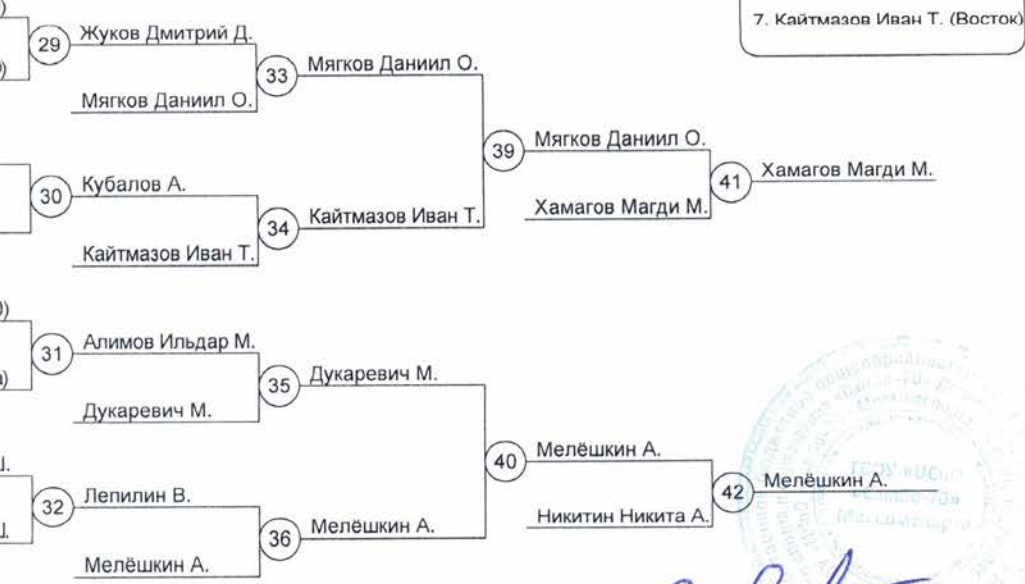 7. Кайтмазов Иван Т. (Восток)
29 Жуков Дмитрий Д.
33 Мягков Даниил О.
Мягков Даниил О.
39 Мягков Даниил О.
41 Хамагов Магди М.
30 Кубалов А.
Хамагов Магди М.
34 Кайтмазов Иван Т.
Кайтмазов Иван Т.
31 Алимов Ильдар М.
35 Дукаревич М.
Дукаревич М.
40 Мелёшкин А.
42 Мелёшкин А.
32 Лепилин В.
Никитин Никита А.
36 Мелёшкин А.
Мелёшкин А.